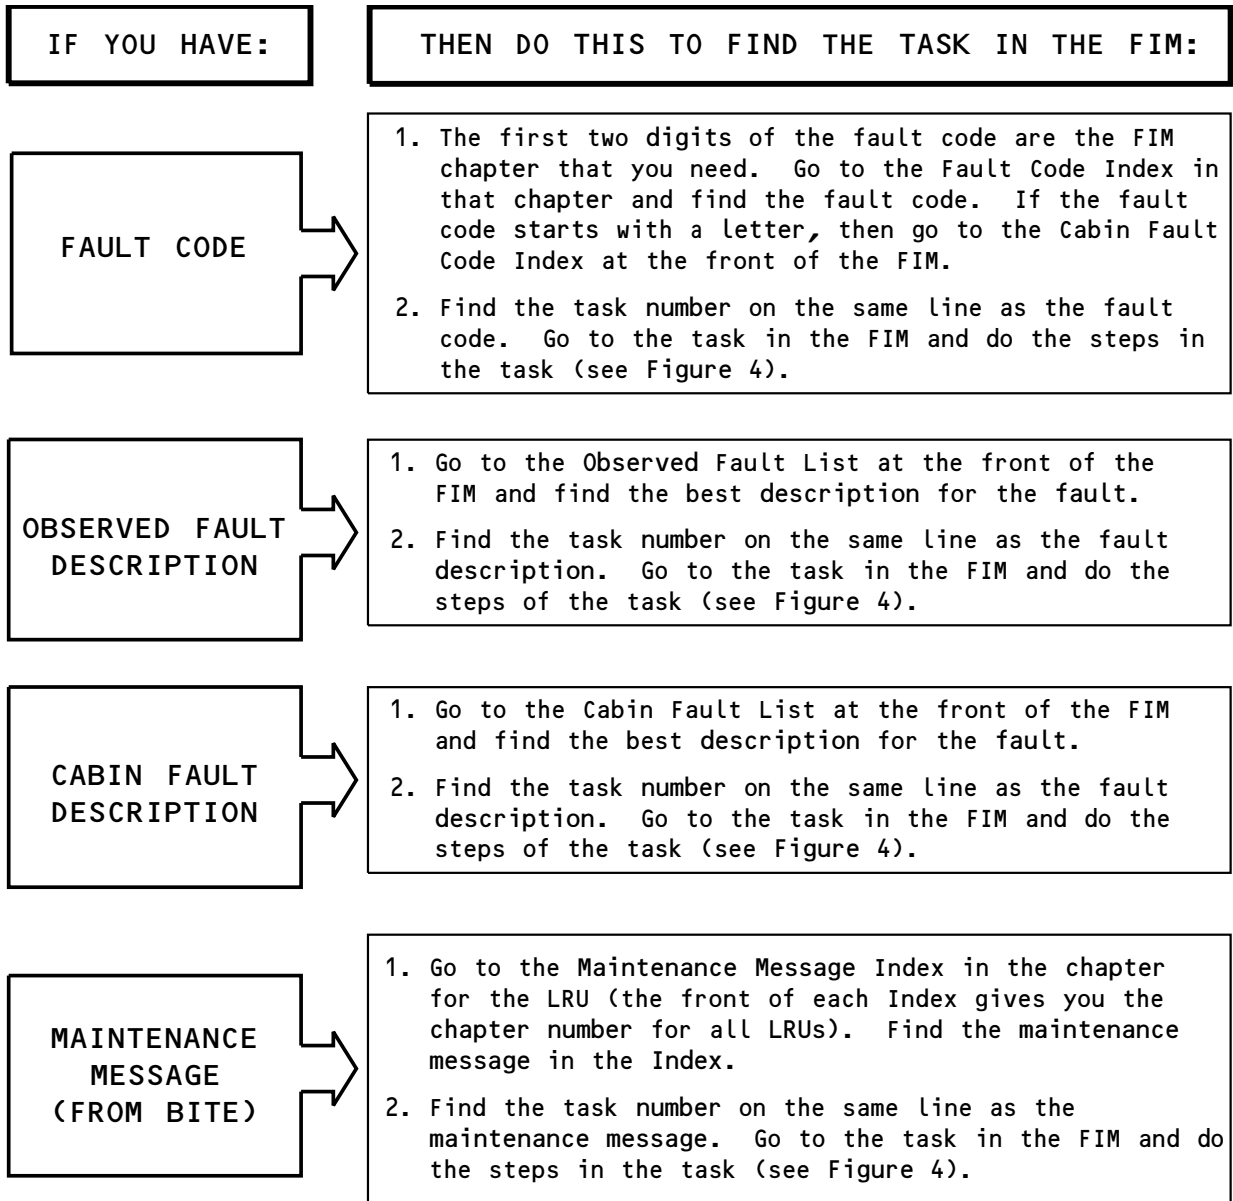 IF YOU HAVE:
THEN DO THIS TO FIND THE TASK IN THE FIM:
FAULT CODE
1. The first two digits of the fault code are the FIM
chapter that you need. Go to the Fault Code Index in
that chapter and find the fault code. If the fault
code starts with a letter, then go to the Cabin Fault
Code Index at the front of the FIM.
2. Find the task number on the same line as the fault
code. Go to the task in the FIM and do the steps in
the task (see Figure 4).
OBSERVED FAULT
DESCRIPTION
1. Go to the Observed Fault List at the front of the
FIM and find the best description for the fault.
2. Find the task number on the same line as the fault
description. Go to the task in the FIM and do the
steps of the task (see Figure 4).
CABIN FAULT
DESCRIPTION
1. Go to the Cabin Fault List at the front of the FIM
and find the best description for the fault.
2. Find the task number on the same line as the fault
description. Go to the task in the FIM and do the
steps of the task (see Figure 4).
MAINTENANCE
MESSAGE
(FROM BITE)
1. Go to the Maintenance Message Index in the chapter
for the LRU (the front of each Index gives you the
chapter number for all LRUs). Find the maintenance
message in the Index.
2. Find the task number on the same line as the
maintenance message. Go to the task in the FIM and do
the steps in the task (see Figure 4).